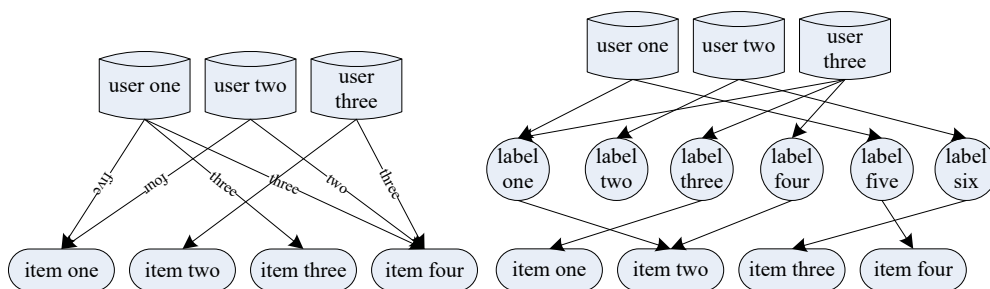 user one
user two
user
three
five
four
three
three
two
three
item one
item two
item three
item four
user one
user two
user
three
label
one
label
two
label
three
label
four
label
five
label
six
item one
item two
item three
item four